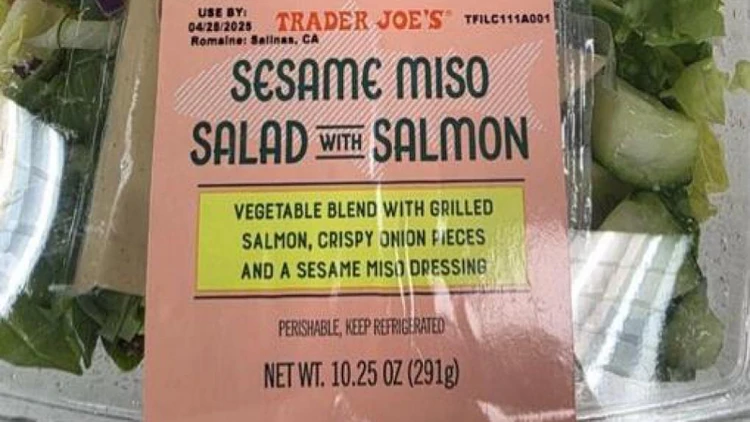 USE BY:
04/28/2025
Romaine: Salinas, CA
TRADER JOE'S®
TFILC111A001
SESAME MISO
SALAD WITH SALMON
VEGETABLE BLEND WITH GRILLED
SALMON, CRISPY ONION PIECES
AND A SESAME MISO DRESSING
PERISHABLE, KEEP REFRIGERATED
NET WT. 10.25 OZ (291g)